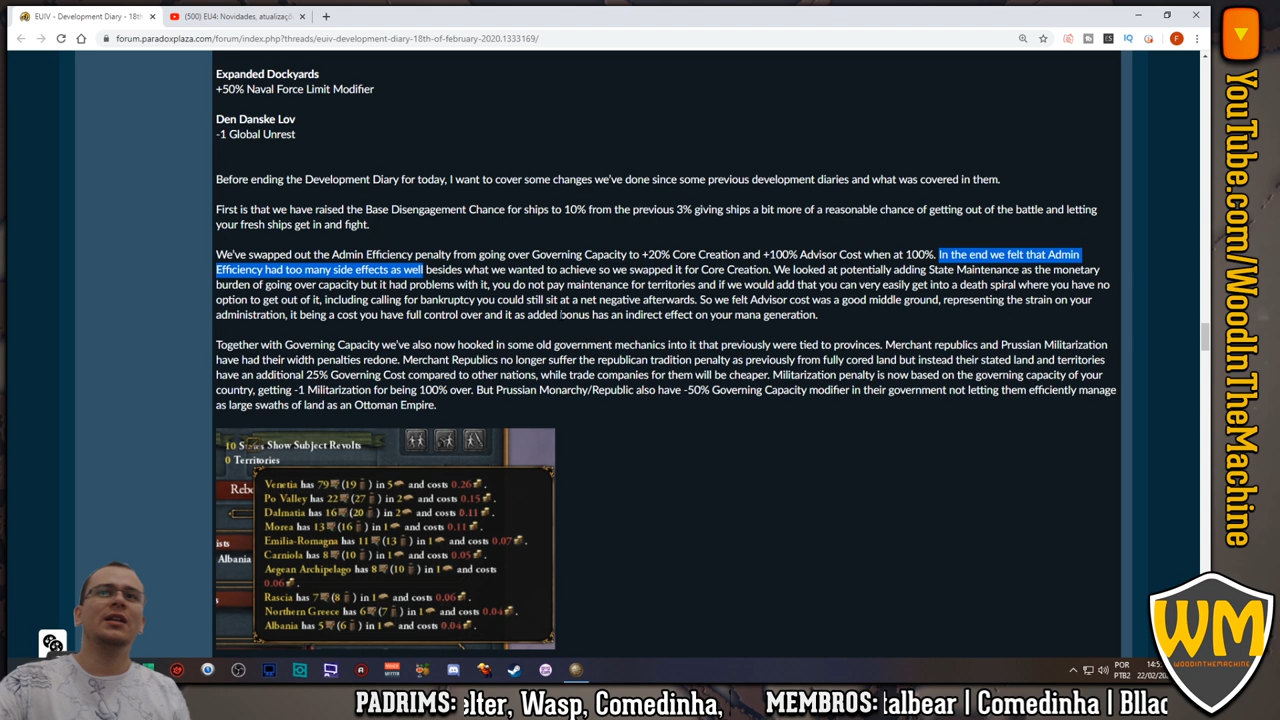 EUIV - Development Diary - 18th
(500) EU4: Novidades, atualizaçõ
forum.paradoxplaza.com/forum/index.php?threads/euiv-development-diary-18th-of-february-2020.1333169/
Expanded Dockyards
+50% Naval Force Limit Modifier
Den Danske Lov
-1 Global Unrest
Before ending the Development Diary for today, I want to cover some changes we've done since some previous development diaries and what was covered in them.
First is that we have raised the Base Disengagement Chance for ships to 10% from the previous 3% giving ships a bit more of a reasonable chance of getting out of the battle and letting
your fresh ships get in and fight.
We've swapped out the Admin Efficiency penalty from going over Governing Capacity to +20% Core Creation and +100% Advisor Cost when at 100%. In the end we felt that Admin
Efficiency had too many side effects as well besides what we wanted to achieve so we swapped it for Core Creation. We looked at potentially adding State Maintenance as the monetary
burden of going over capacity but it had problems with it, you do not pay maintenance for territories and if we would add that you can very easily get into a death spiral where you have no
option to get out of it, including calling for bankruptcy you could still sit at a net negative afterwards. So we felt Advisor cost was a good middle ground, representing the strain on your
administration, it being a cost you have full control over and it as added bonus has an indirect effect on your mana generation.
Together with Governing Capacity we've also now hooked in some old government mechanics into it that previously were tied to provinces. Merchant republics and Prussian Militarization
have had their width penalties redone. Merchant Republics no longer suffer the republican tradition penalty as previously from fully cored land but instead their stated land and territories
have an additional 25% Governing Cost compared to other nations, while trade companies for them will be cheaper. Militarization penalty is now based on the governing capacity of your
country, getting -1 Militarization for being 100% over. But Prussian Monarchy/Republic also have -50% Governing Capacity modifier in their government not letting them efficiently manage
as large swaths of land as an Ottoman Empire.
10 States Show Subject Revolts
0 Territories
Rebe
Venetia has 79 (19 ) in 5 and costs 0.26 .
Po Valley has 22 (27 ) in 2 and costs 0.15 .
Dalmatia has 16 (20 ) in 2 and costs 0.11 .
Morea has 13 (16 ) in 1 and costs 0.11 .
Emilia-Romagna has 11 (13 ) in 1 and costs 0.07 .
ists
Carniola has 8 (10 ) in 1 and costs 0.05 .
Albania
Aegean Archipelago has 8 (10 ) in 1 and costs
0.06 .
Rascia has 7 (8 ) in 1 and costs 0.06 .
Northern Greece has 6 (7 ) in 1 and costs 0.04 .
Albania has 5 (6 ) in 1 and costs 0.04 .
YouTube.com/WoodInTheMachine
WM
WOODINTHEMACHINE
POR
PTB2
14:5
22/02/20
PADRIMS: elter, Wasp, Comedinha,
MEMBROS: talbear | Comedinha | Bllac